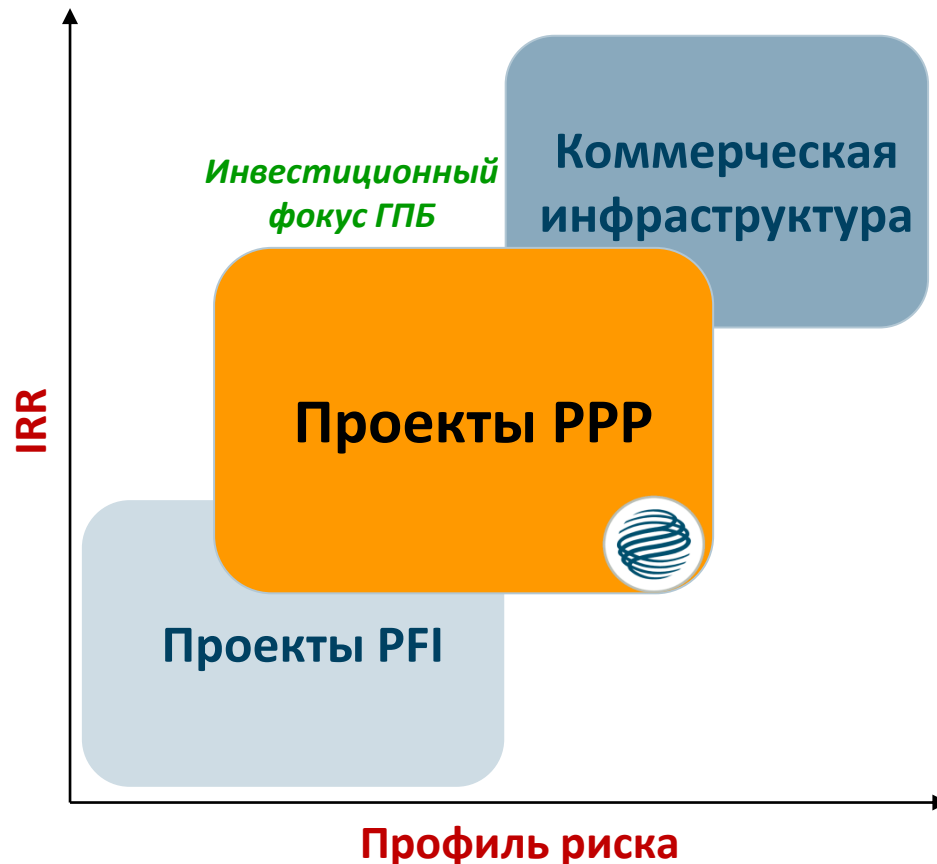 Коммерческая
инфраструктура
Инвестиционный
фокус ГПБ
Проекты PPP
Проекты PFI
IRR
Профиль риска